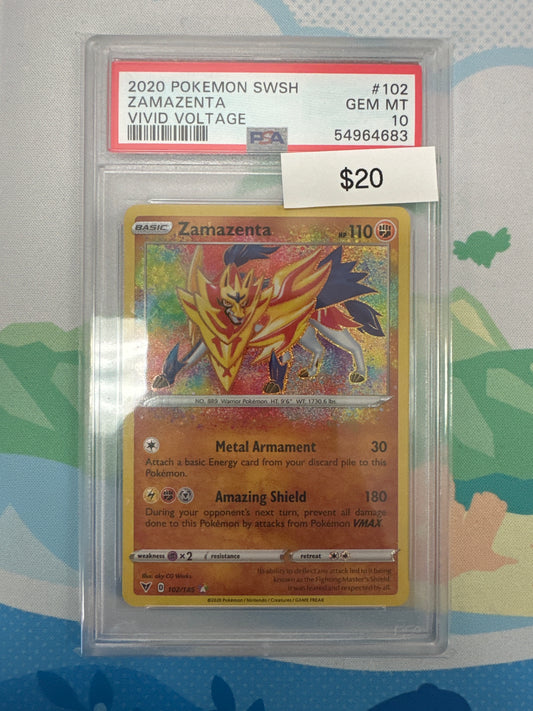 2020 POKEMON SWSH #102
ZAMAZENTA GEM MT
VIVID VOLTAGE 10
PSA 54964683
$20
BASIC Zamazenta HP 110
NO. 889 Warrior Pokémon HT: 9'6" WT: 1730.6 lbs.
Metal Armament 30
Attach a basic Energy card from your discard pile to this
Pokémon.
Amazing Shield 180
During your opponent's next turn, prevent all damage
done to this Pokémon by attacks from Pokémon VMAX.
weakness ×2 resistance retreat
Illus. aky CG Works
Its ability to deflect any attack led to it being
known as the Fighting Master's Shield.
It was feared and respected by all.
D 102/185
©2020 Pokémon / Nintendo / Creatures / GAME FREAK